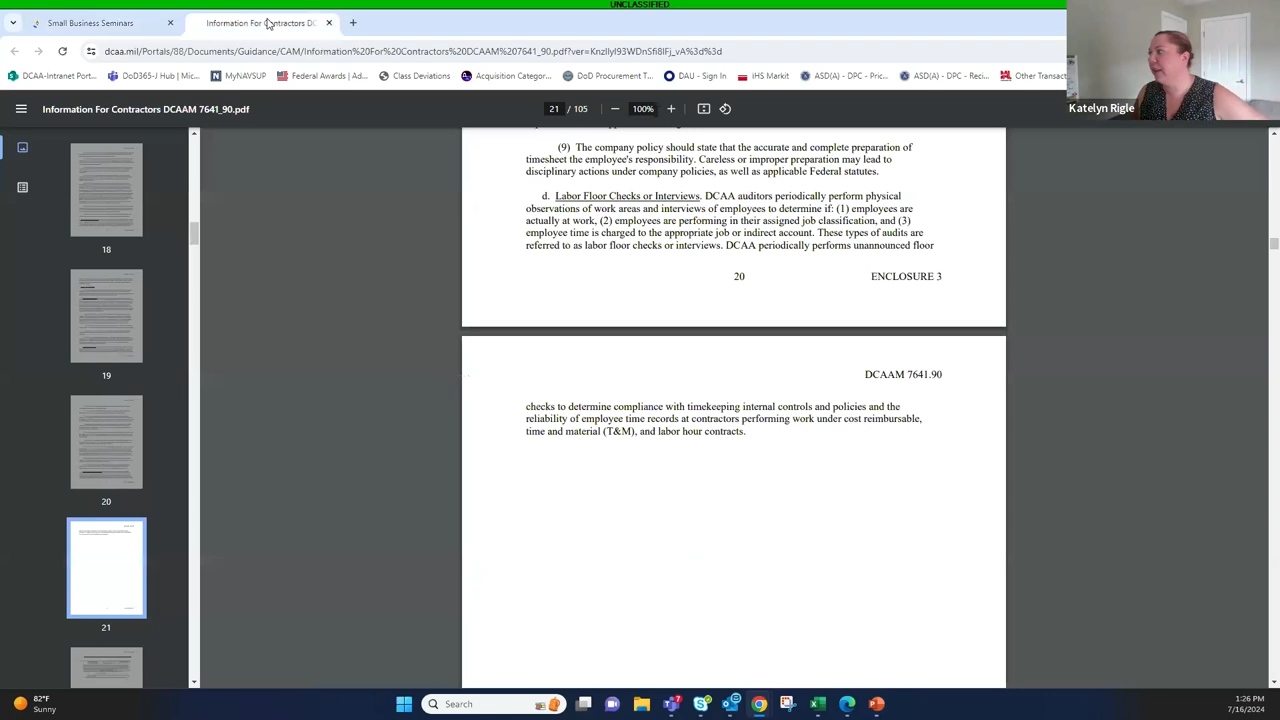 UNCLASSIFIED
Small Business Seminars
Information For Contractors DC
dcaa.mil/Portals/88/Documents/Guidance/CAM/Information%20For%20Contractors%20DCAAM%207641_90.pdf?ver=
DCAA-Intranet Port... DoD365-J Hub | Mic... MyNAVSUP Federal Awards | Ad... Class Deviations Acquisition Categor... DoD Procurement T... DAU - Sign In IHS Markit ASD(A) - DPC - Pric... ASD(A) - DPC - Reci... Other Transact
Katelyn Rigle
Information For Contractors DCAAM 7641_90.pdf
21 / 105
100%
(9) The company policy should state that the accurate and complete preparation of
timesheet the employee's responsibility. Careless or improper preparation may lead to
disciplinary actions under company policies, as well as applicable Federal statutes.
d. Labor Floor Checks or Interviews. DCAA auditors periodically perform physical
observations of work areas and interviews of employees to determine if: (1) employees are
actually at work, (2) employees are performing in their assigned job classification, and (3)
employee time is charged to the appropriate job or indirect account. These types of audits are
referred to as labor floor checks or interviews. DCAA periodically performs unannounced floor
20 ENCLOSURE 3
DCAAM 7641.90
checks to determine compliance with timekeeping internal controls and policies and the
reliability of employee time records at contractors performing work under cost reimbursable,
time and material (T&M), and labor hour contracts.
18
19
20
21
82°F
Sunny
Search
1:26 PM
7/16/2024